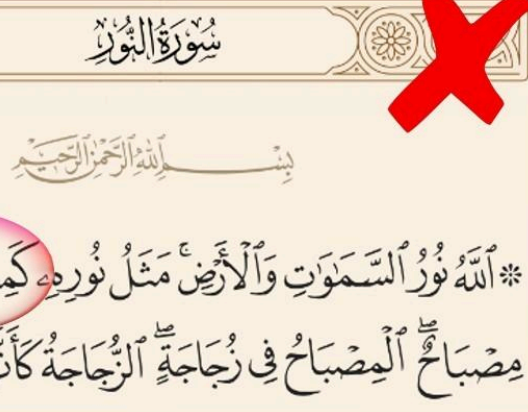 سُورَةُ النُّورِ
بِسْمِ ٱللَّهِ ٱلرَّحْمَٰنِ ٱلرَّحِيمِ
۞ ٱللَّهُ نُورُ ٱلسَّمَٰوَٰتِ وَٱلْأَرْضِۚ مَثَلُ نُورِهِۦ
مِصْبَاحٌۖ ٱلْمِصْبَاحُ فِى زُجَاجَةٍۖ ٱلزُّجَاجَةُ